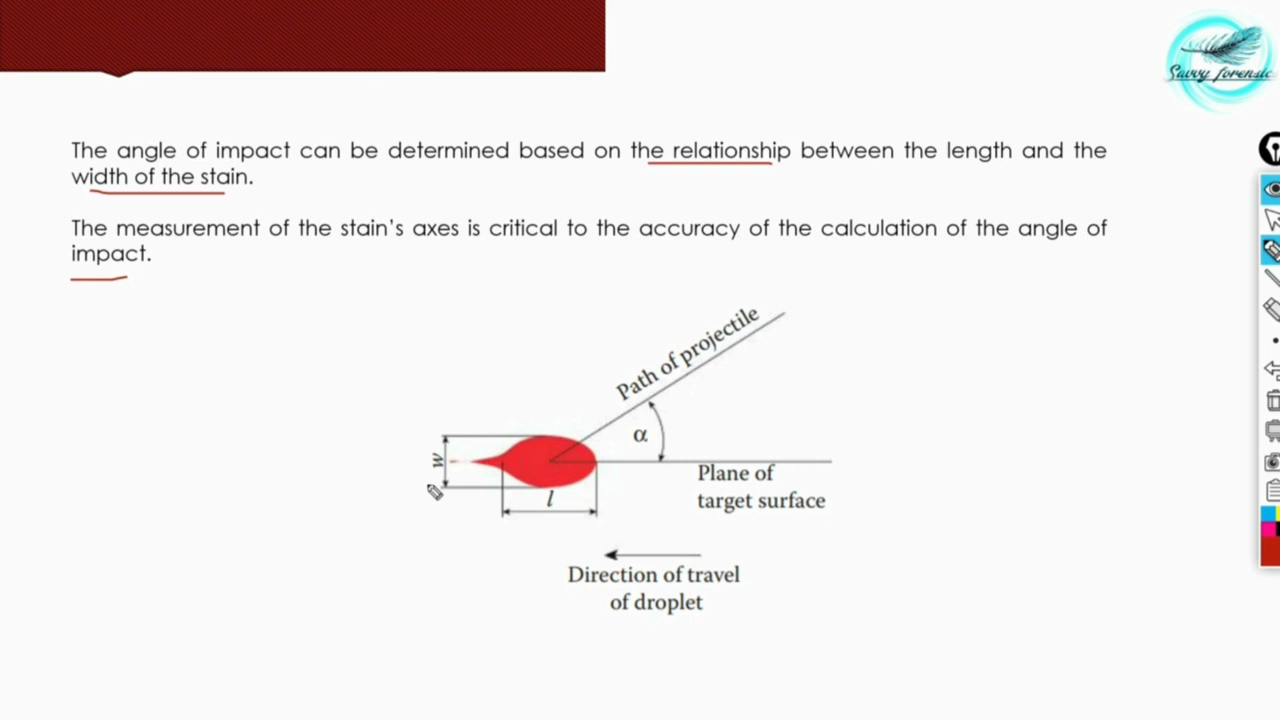 Savvy forensic
The angle of impact can be determined based on the relationship between the length and the
width of the stain.
The measurement of the stain's axes is critical to the accuracy of the calculation of the angle of
impact.
Path of projectile
α
w
l
Plane of
target surface
Direction of travel
of droplet